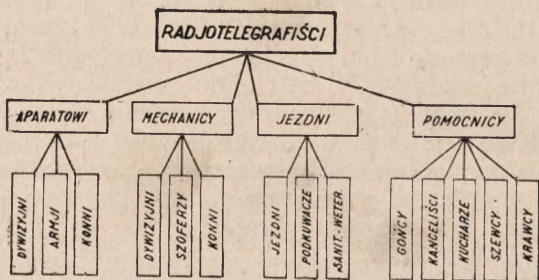 RADJOTELEGRAFIŚCI
APARATOWI
MECHANICY
JEZDNI
POMOCNICY
DYWIZYJNI
ARMJI
KONNI
DYWIZYJNI
SZOFERZY
KONNI
JEZDNI
PODKUWACZE
SANIT.-WETER.
GOŃCY
KANCELIŚCI
KUCHARZE
SZEWCY
KRAWCY